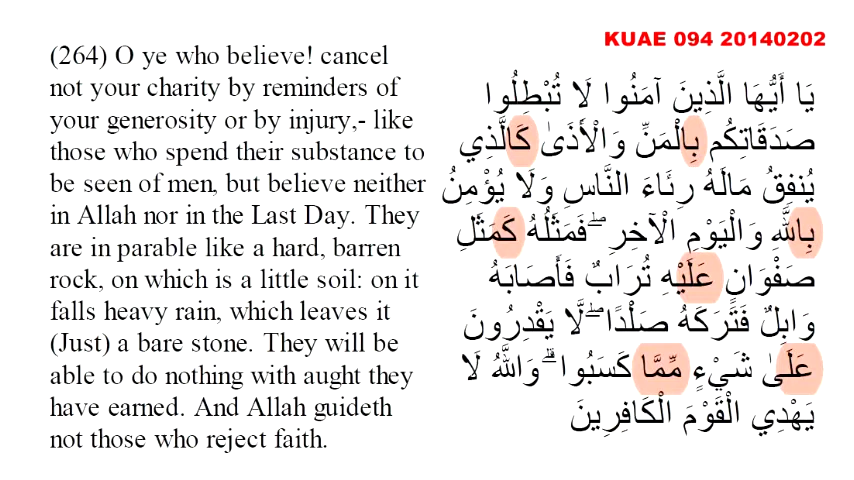 (264) O ye who believe! cancel
not your charity by reminders of
your generosity or by injury,- like
those who spend their substance to
be seen of men, but believe neither
in Allah nor in the Last Day. They
are in parable like a hard, barren
rock, on which is a little soil: on it
falls heavy rain, which leaves it
(Just) a bare stone. They will be
able to do nothing with aught they
have earned. And Allah guideth
not those who reject faith.
KUAE 094 20140202
يَا أَيُّهَا الَّذِينَ آمَنُوا لَا تُبْطِلُوا
صَدَقَاتِكُم بِالْمَنِّ وَالْأَذَىٰ كَالَّذِي
يُنفِقُ مَالَهُ رِئَاءَ النَّاسِ وَلَا يُؤْمِنُ
بِاللَّهِ وَالْيَوْمِ الْآخِرِ ۖ فَمَثَلُهُ كَمَثَلِ
صَفْوَانٍ عَلَيْهِ تُرَابٌ فَأَصَابَهُ
وَابِلٌ فَتَرَكَهُ صَلْدًا ۖ لَّا يَقْدِرُونَ
عَلَىٰ شَيْءٍ مِّمَّا كَسَبُوا ۗ وَاللَّهُ لَا
يَهْدِي الْقَوْمَ الْكَافِرِينَ